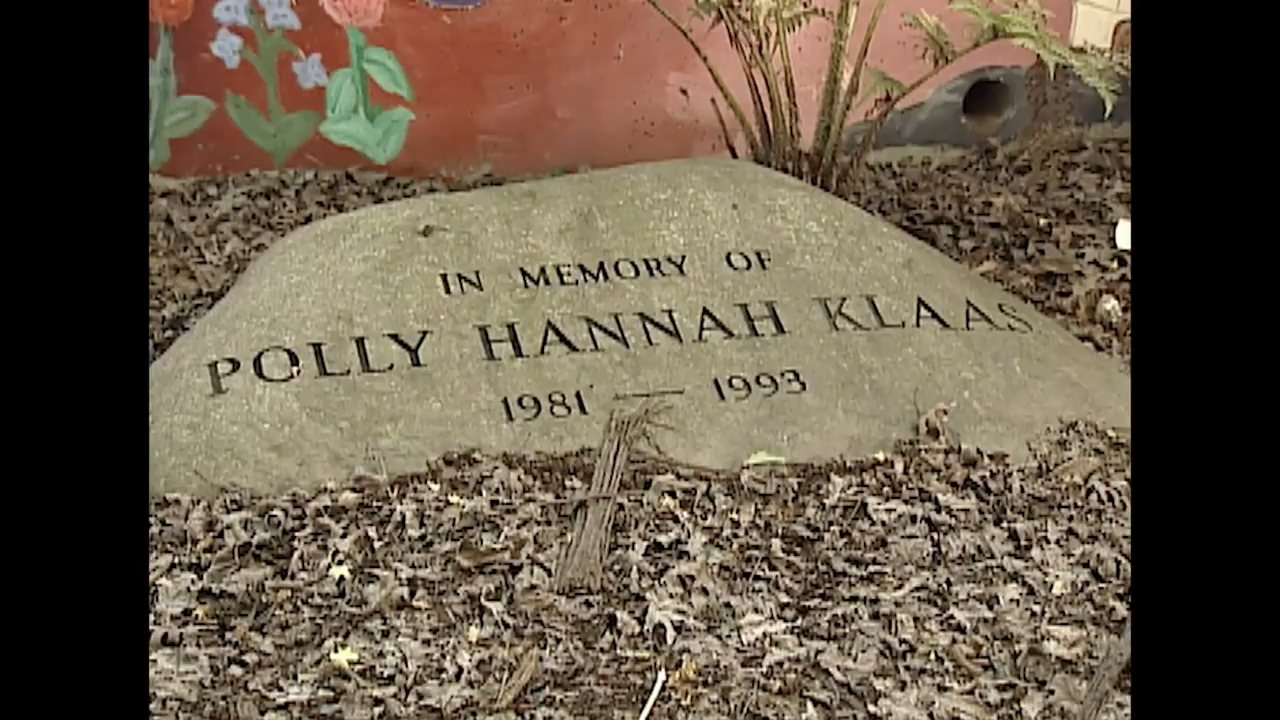 IN MEMORY OF
POLLY HANNAH KLAAS
1981 — 1993